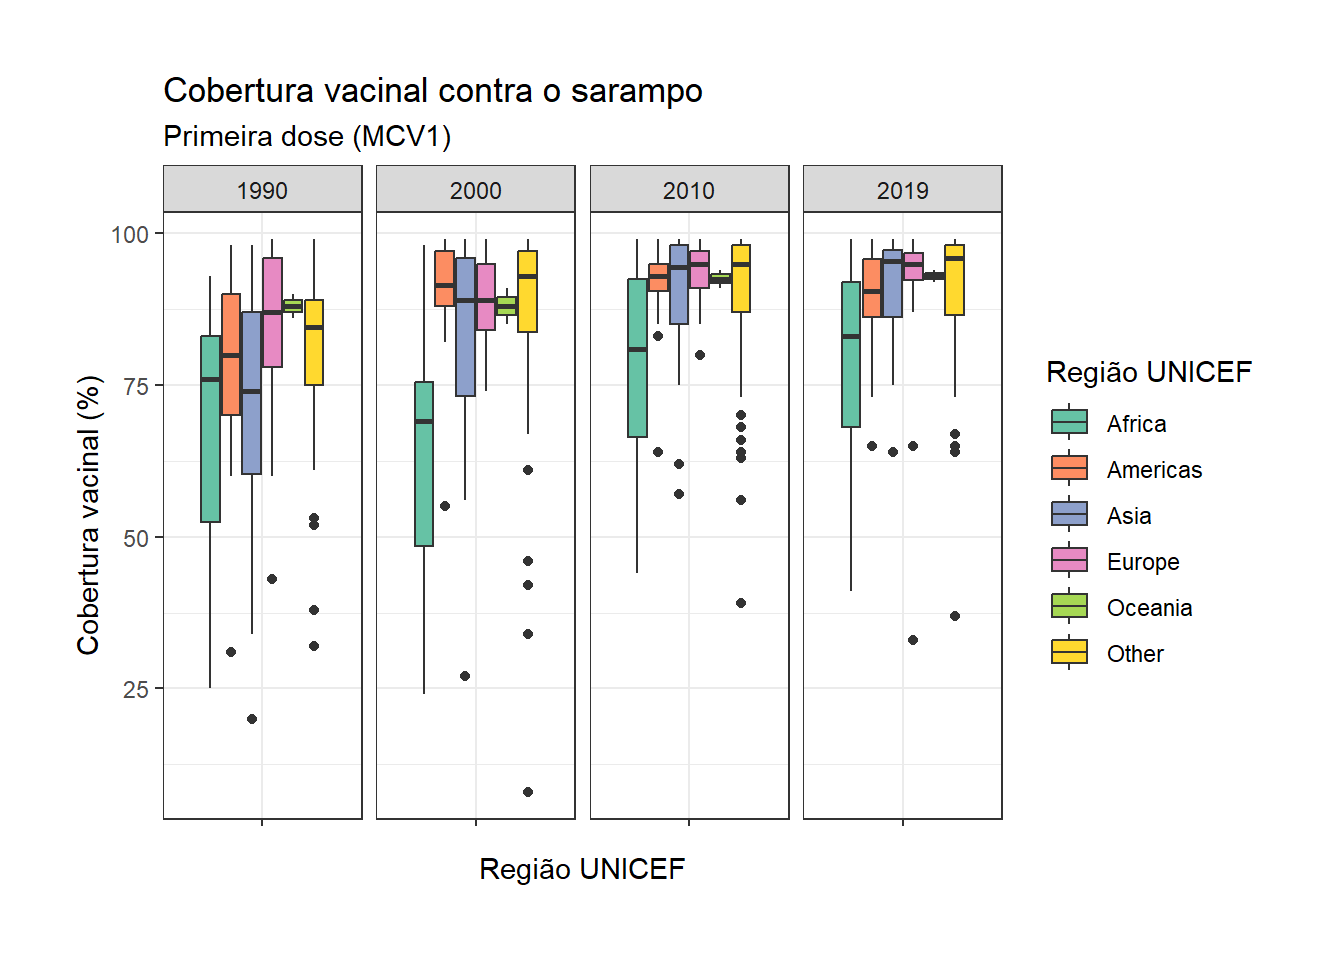 Cobertura vacinal contra o sarampo
Primeira dose (MCV1)
1990 2000 2010 2019
100
75
50
25
Cobertura vacinal (%)
Região UNICEF
Região UNICEF
Africa
Americas
Asia
Europe
Oceania
Other